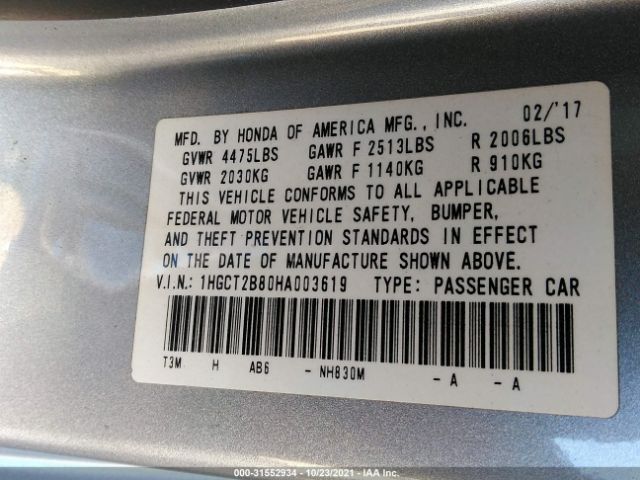 MFD. BY HONDA OF AMERICA MFG., INC. 02/'17
GVWR 4475LBS GAWR F 2513LBS R 2006LBS
GVWR 2030KG GAWR F 1140KG R 910KG
THIS VEHICLE CONFORMS TO ALL APPLICABLE
FEDERAL MOTOR VEHICLE SAFETY, BUMPER,
AND THEFT PREVENTION STANDARDS IN EFFECT
ON THE DATE OF MANUFACTURE SHOWN ABOVE.
V.I.N.: 1HGCT2B80HA003619 TYPE: PASSENGER CAR
T3M H AB6 - NH830M - A - A
000-31552934 - 10/23/2021 - IAA Inc.